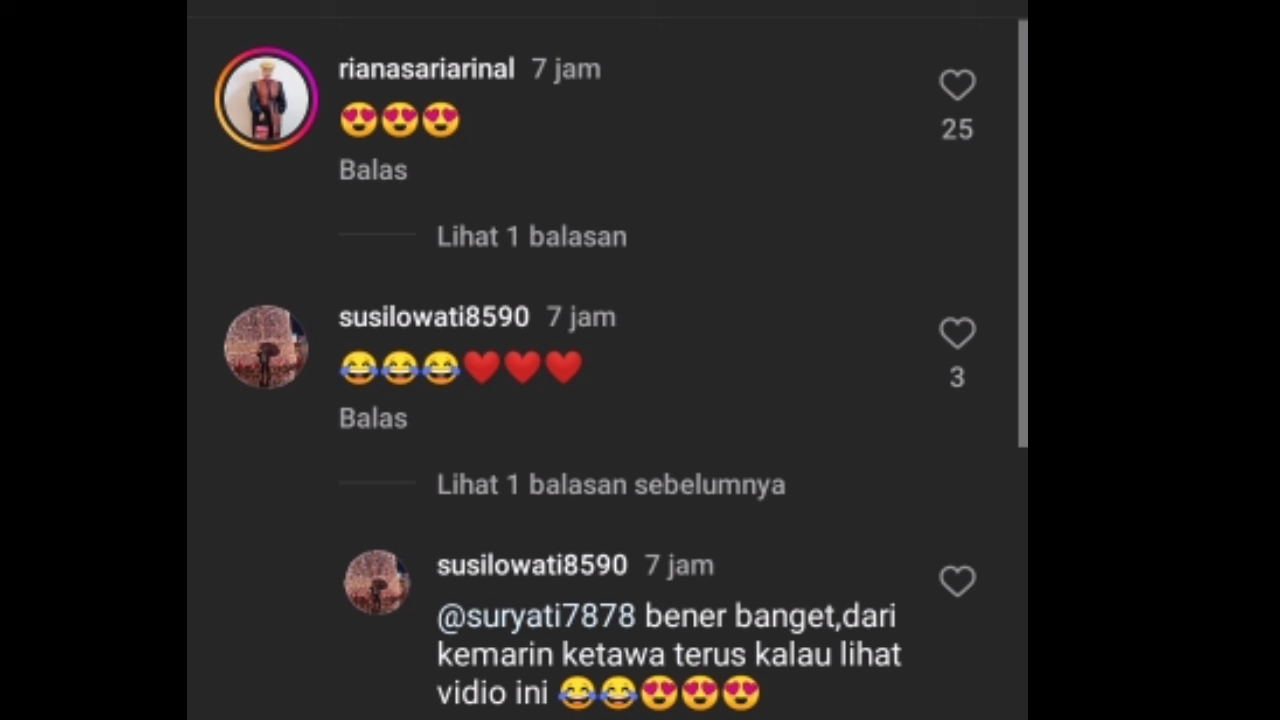 rianasariarinal 7 jam
😍😍😍
25
Balas
Lihat 1 balasan
susilowati8590 7 jam
😂😂😂❤️❤️❤️
3
Balas
Lihat 1 balasan sebelumnya
susilowati8590 7 jam
@suryati7878 bener banget,dari
kemarin ketawa terus kalau lihat
vidio ini 😂😂😍😍😍